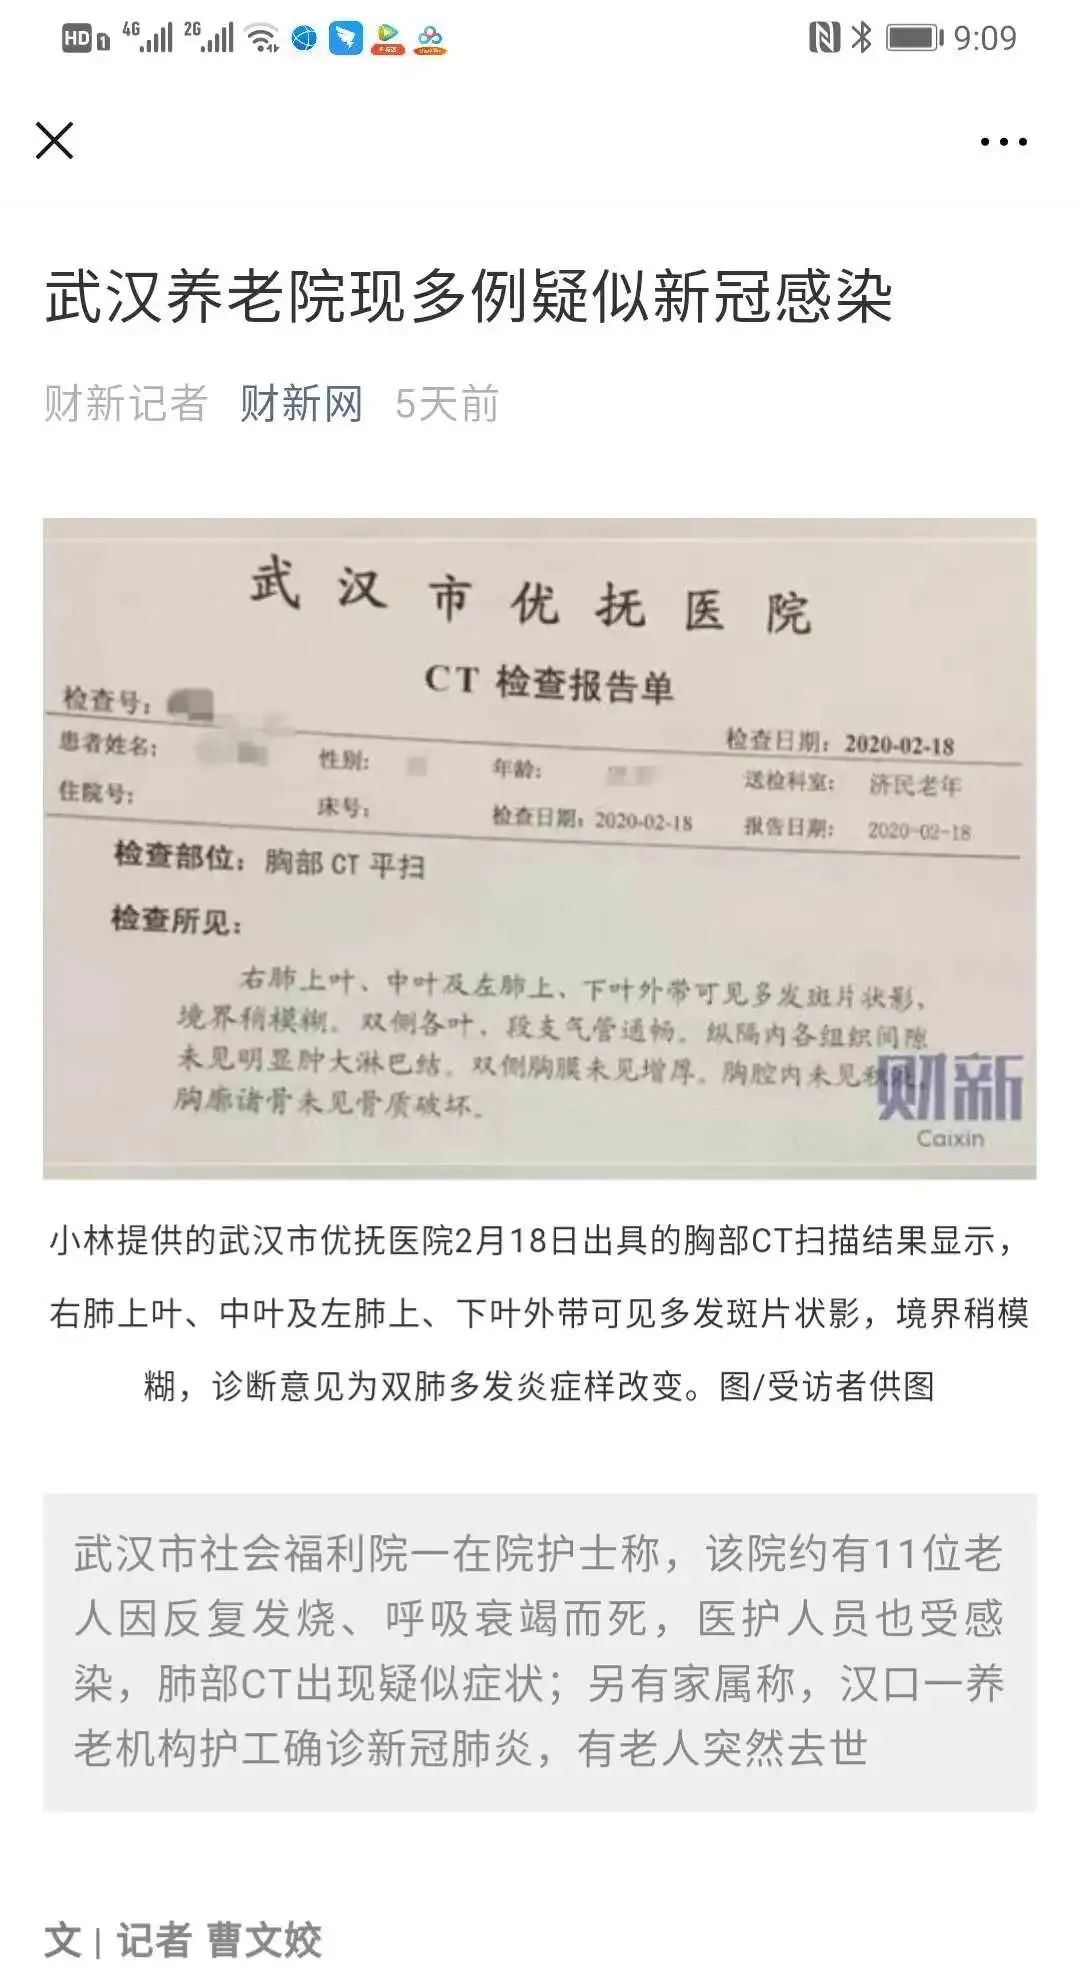 HD 1 4G 2G 9:09
武汉养老院现多例疑似新冠感染
财新记者 财新网 5天前
武汉市优抚医院
CT 检查报告单
检查号：
检查日期：2020-02-18
患者姓名： 性别： 年龄： 送检科室： 济民老年
住院号： 床号： 检查日期：2020-02-18 报告日期： 2020-02-18
检查部位：胸部 CT 平扫
检查所见：
右肺上叶、中叶及左肺上、下叶外带可见多发斑片状影，
境界稍模糊。双侧各叶，段支气管通畅。纵隔内各组织间隙
未见明显肿大淋巴结。双侧胸膜未见增厚。胸腔内未见
胸廓诸骨未见骨质破坏。
财新
Caixin
小林提供的武汉市优抚医院2月18日出具的胸部CT扫描结果显示，
右肺上叶、中叶及左肺上、下叶外带可见多发斑片状影，境界稍模
糊，诊断意见为双肺多发炎症样改变。图/受访者供图
武汉市社会福利院一在院护士称，该院约有11位老
人因反复发烧、呼吸衰竭而死，医护人员也受感
染，肺部CT出现疑似症状；另有家属称，汉口一养
老机构护工确诊新冠肺炎，有老人突然去世
文 | 记者 曹文姣